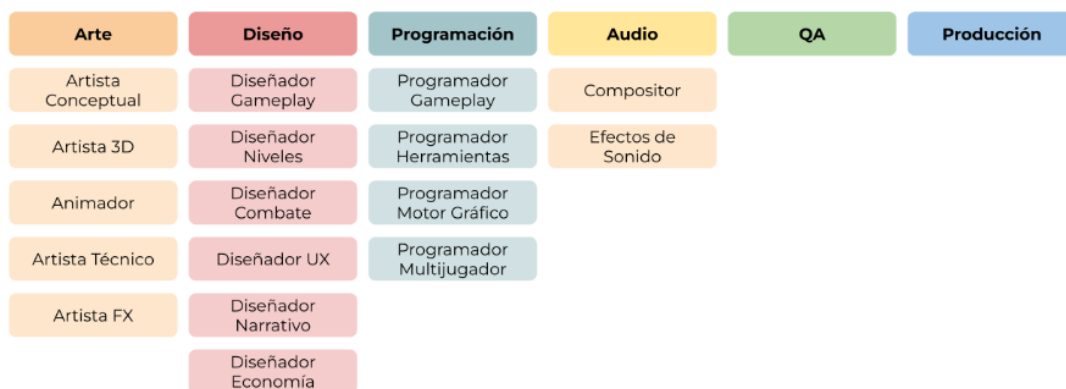 Arte
Diseño
Programación
Audio
QA
Producción
Artista
Conceptual
Diseñador
Gameplay
Programador
Gameplay
Compositor
Artista 3D
Diseñador
Niveles
Programador
Herramientas
Efectos de
Sonido
Animador
Diseñador
Combate
Programador
Motor Gráfico
Artista Técnico
Diseñador UX
Programador
Multijugador
Artista FX
Diseñador
Narrativo
Diseñador
Economía